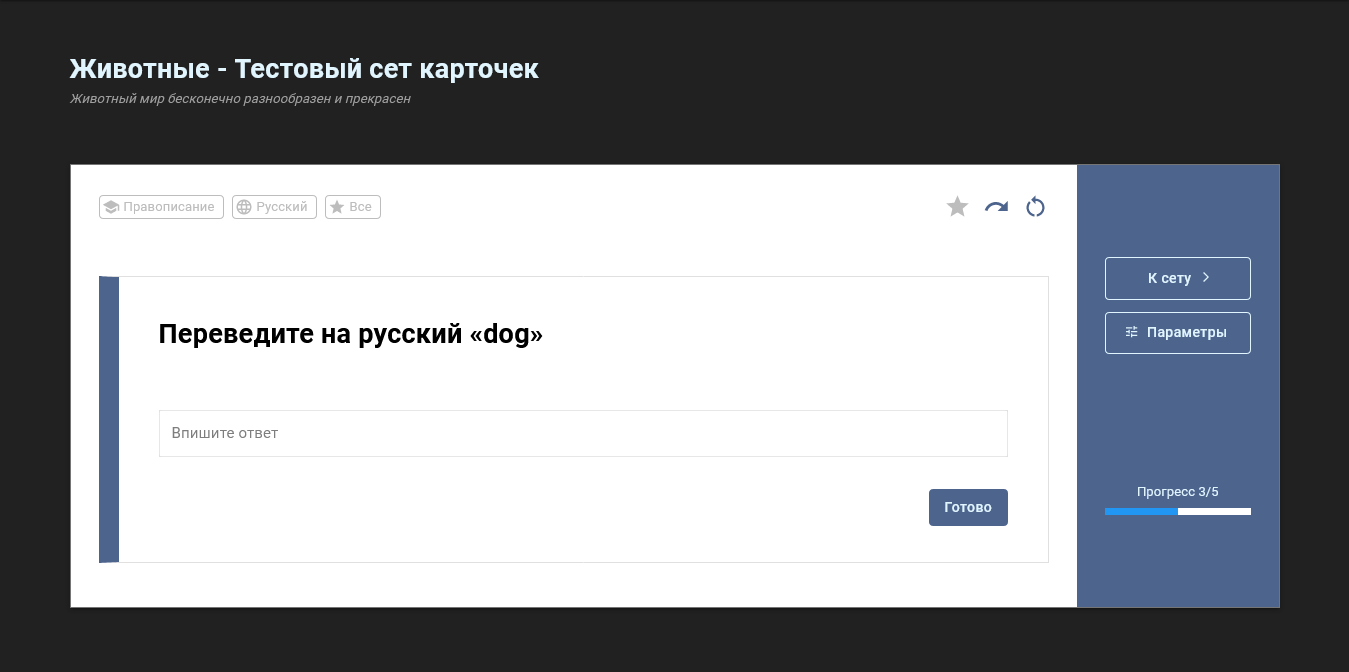 Животные - Тестовый сет карточек
Животный мир бесконечно разнообразен и прекрасен
Правописание
Русский
Все
Переведите на русский «dog»
Впишите ответ
Готово
К сету
Параметры
Прогресс 3/5